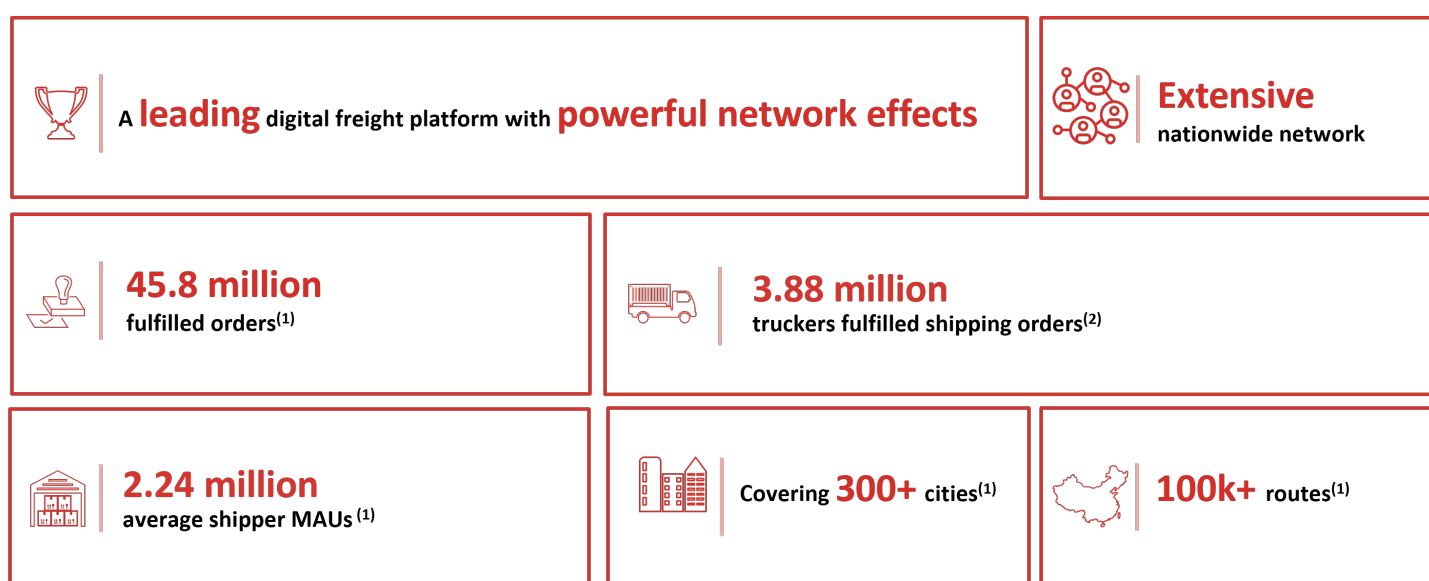 A leading digital freight platform with powerful network effects
Extensive
nationwide network
45.8 million
fulfilled orders(1)
3.88 million
truckers fulfilled shipping orders(2)
2.24 million
average shipper MAUs (1)
Covering 300+ cities(1)
100k+ routes(1)